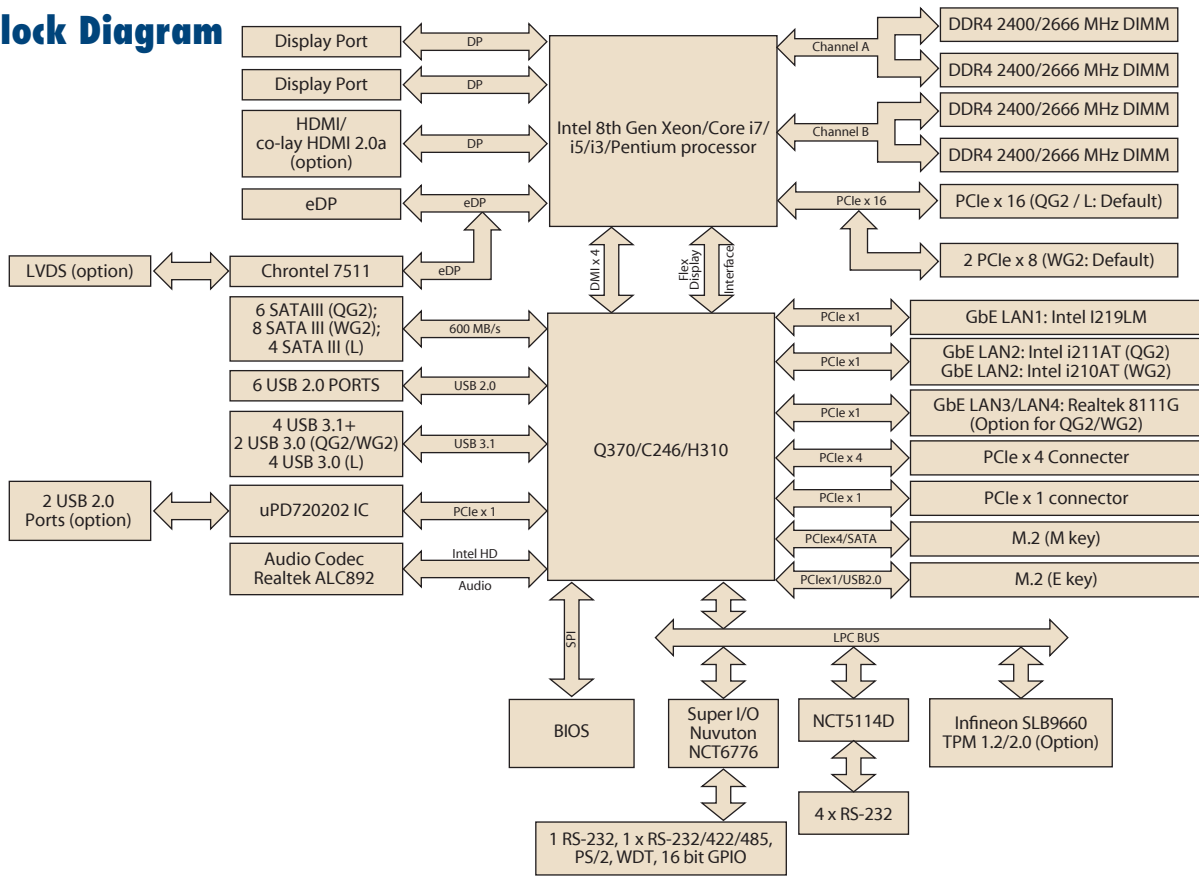 lock Diagram
Display Port
DP
Display Port
DP
HDMI/
co-lay HDMI 2.0a
(option)
DP
eDP
eDP
LVDS (option)
Chrontel 7511
eDP
Intel 8th Gen Xeon/Core i7/
i5/i3/Pentium processor
Channel A
DDR4 2400/2666 MHz DIMM
DDR4 2400/2666 MHz DIMM
Channel B
DDR4 2400/2666 MHz DIMM
DDR4 2400/2666 MHz DIMM
PCIe x 16
PCIe x 16 (QG2 / L: Default)
2 PCIe x 8 (WG2: Default)
DMI x 4
Flex
Display
Interface
6 SATAIII (QG2);
8 SATA III (WG2);
4 SATA III (L)
600 MB/s
6 USB 2.0 PORTS
USB 2.0
4 USB 3.1+
2 USB 3.0 (QG2/WG2)
4 USB 3.0 (L)
USB 3.1
2 USB 2.0
Ports (option)
uPD720202 IC
PCIe x 1
Audio Codec
Realtek ALC892
Intel HD
Audio
Q370/C246/H310
PCIe x1
GbE LAN1: Intel I219LM
PCIe x1
GbE LAN2: Intel i211AT (QG2)
GbE LAN2: Intel i210AT (WG2)
PCIe x1
GbE LAN3/LAN4: Realtek 8111G
(Option for QG2/WG2)
PCIe x 4
PCIe x 4 Connecter
PCIe x 1
PCIe x 1 connector
PCIex4/SATA
M.2 (M key)
PCIex1/USB2.0
M.2 (E key)
SPI
LPC BUS
BIOS
Super I/O
Nuvuton
NCT6776
NCT5114D
Infineon SLB9660
TPM 1.2/2.0 (Option)
4 x RS-232
1 RS-232, 1 x RS-232/422/485,
PS/2, WDT, 16 bit GPIO